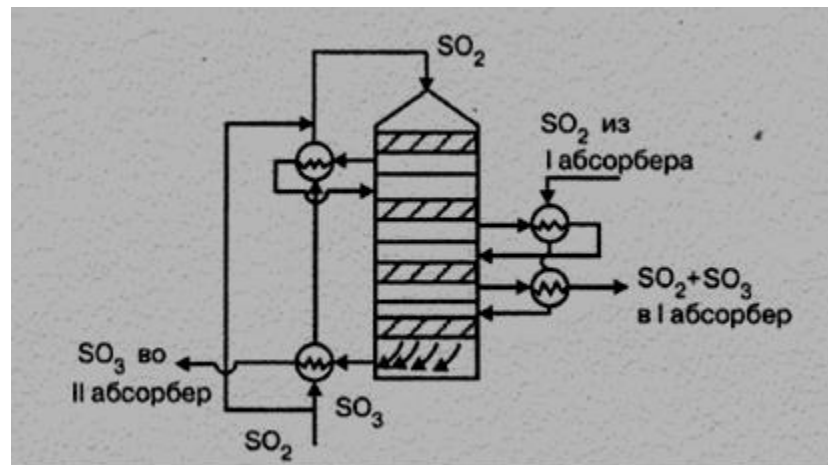 SO₂
SO₂ из
I абсорбера
SO₂+SO₃
в I абсорбер
SO₃ во
II абсорбер
SO₃
SO₂